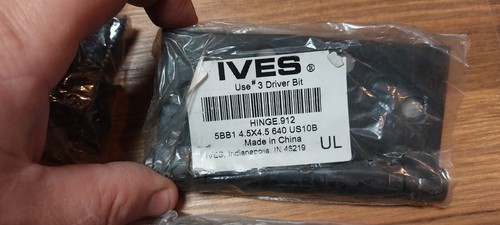 IVES ®
Use #3 Driver Bit
HINGE.912
5BB1 4.5X4.5 640 US10B
Made in China
IVES, Indianapolis, IN 46219
UL